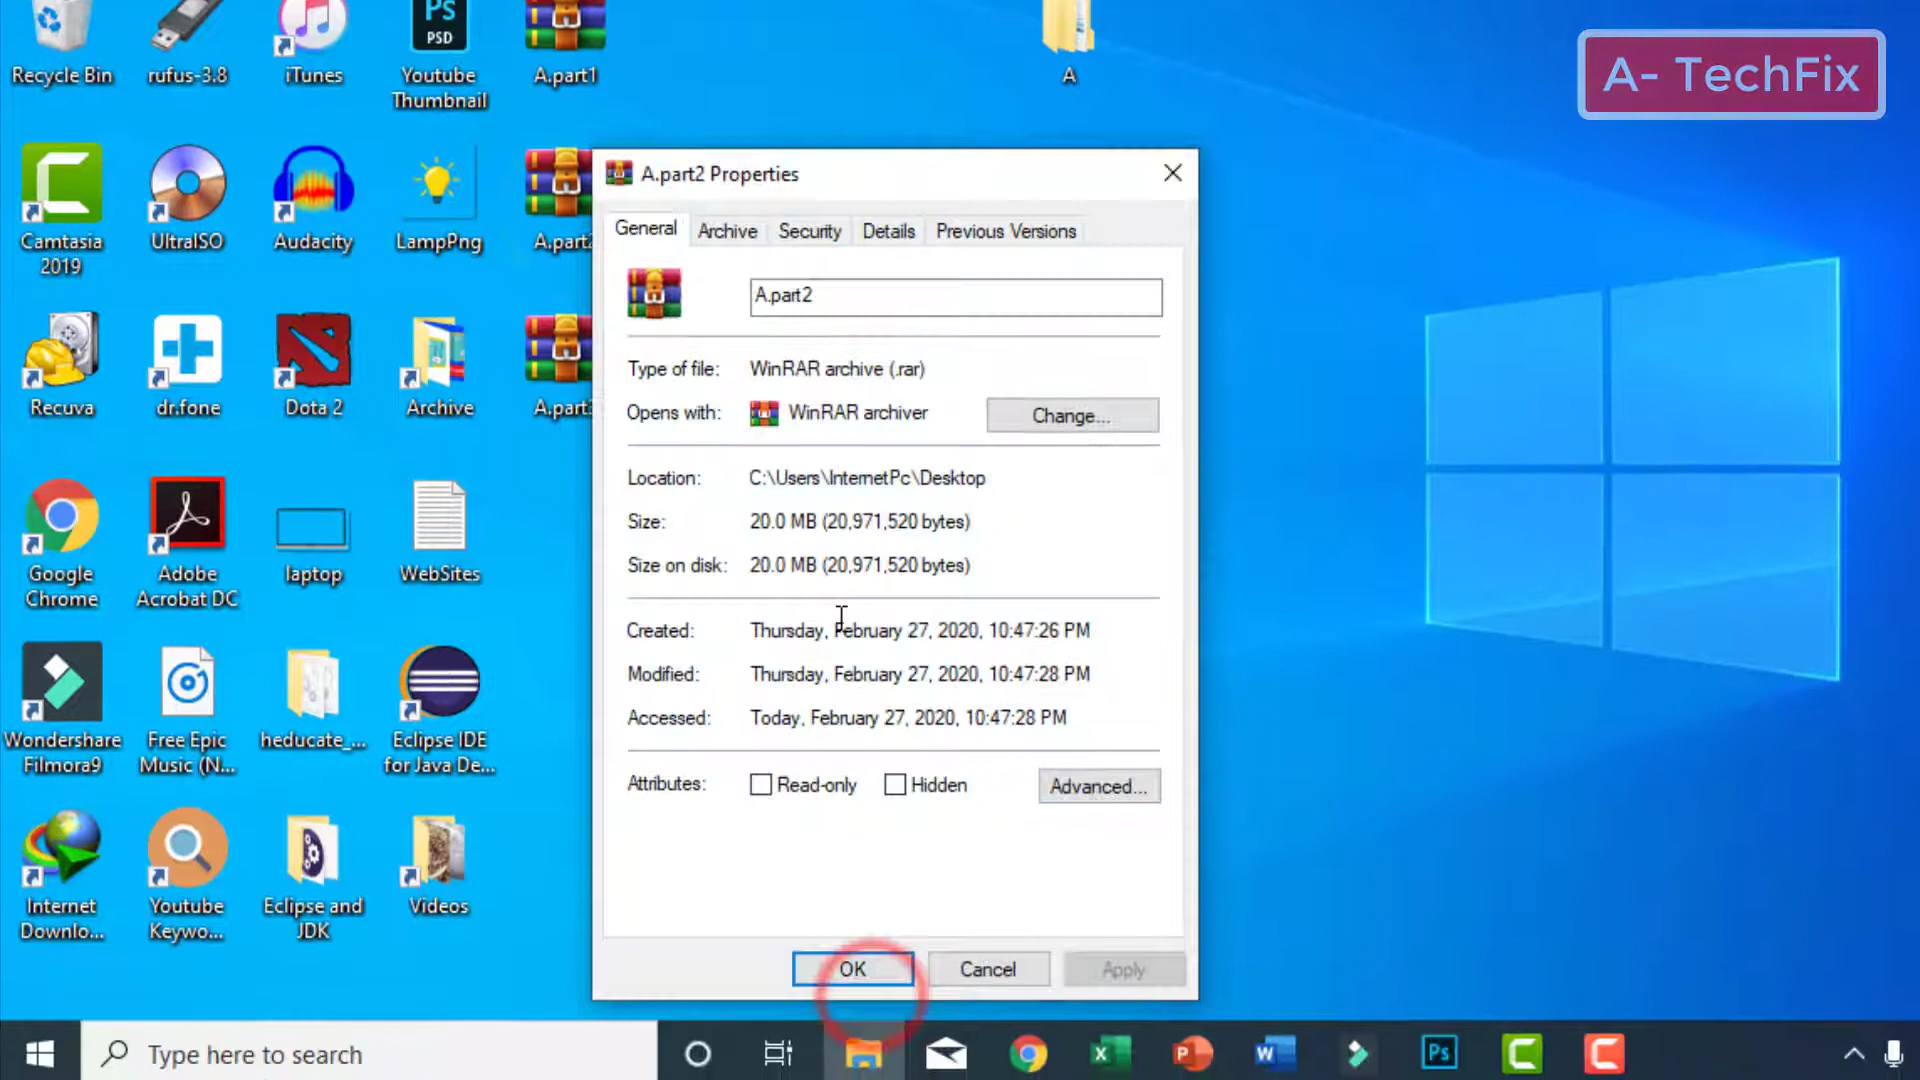 Recycle Bin
rufus-3.8
iTunes
Youtube
Thumbnail
A.part1
A
A- TechFix
Ps
PSD
Camtasia
2019
UltraISO
Audacity
LampPng
A.part2
A.part2 Properties
General
Archive
Security
Details
Previous Versions
A.part2
Type of file:
WinRAR archive (.rar)
Opens with:
WinRAR archiver
Change...
Location:
C:\Users\InternetPc\Desktop
Size:
20.0 MB (20,971,520 bytes)
Size on disk:
20.0 MB (20,971,520 bytes)
Created:
Thursday, February 27, 2020, 10:47:26 PM
Modified:
Thursday, February 27, 2020, 10:47:28 PM
Accessed:
Today, February 27, 2020, 10:47:28 PM
Attributes:
Read-only
Hidden
Advanced...
OK
Cancel
Apply
Recuva
dr.fone
Dota 2
Archive
A.part
Google
Chrome
Adobe
Acrobat DC
laptop
WebSites
Wondershare
Filmora9
Free Epic
Music (N...
heducate_...
Eclipse IDE
for Java De...
Internet
Downlo...
Youtube
Keywo...
Eclipse and
JDK
Videos
Type here to search
Ps